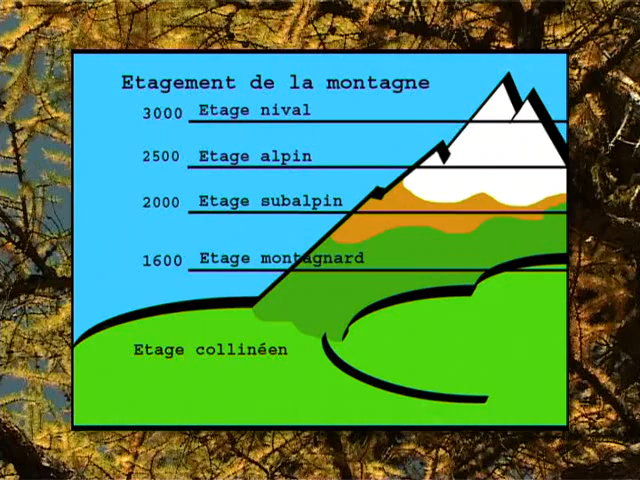 Etagement de la montagne
3000 Etage nival
2500 Etage alpin
2000 Etage subalpin
1600 Etage montagnard
Etage collinéen